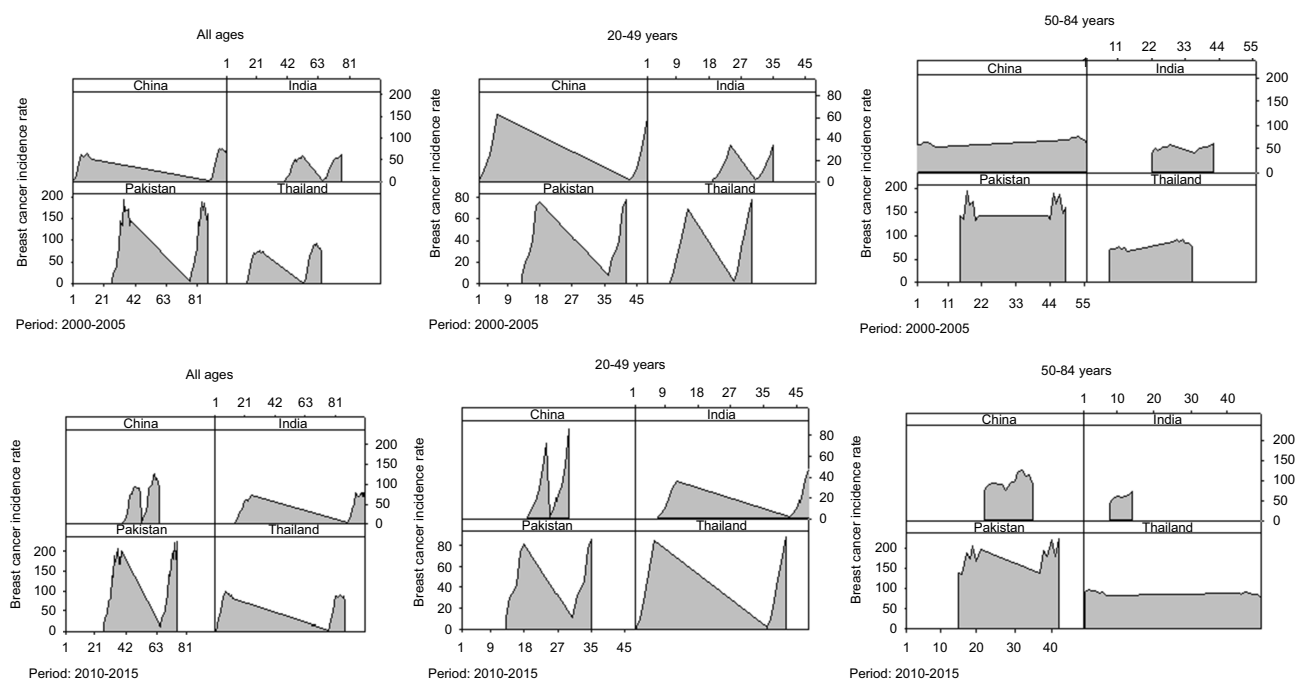 All ages
1 21 42 63 81
China India
Breast cancer incidence rate
200
150
100
50
0
Pakistan Thailand
200
150
100
50
0
1 21 42 63 81
Period: 2000-2005
20-49 years
1 9 18 27 35 45
China India
Breast cancer incidence rate
80
60
40
20
0
Pakistan Thailand
80
60
40
20
0
1 9 18 27 35 45
Period: 2000-2005
50-84 years
1 11 22 33 44 55
China India
Breast cancer incidence rate
200
150
100
50
0
Pakistan Thailand
200
150
100
50
0
1 11 22 33 44 55
Period: 2000-2005
All ages
1 21 42 63 81
China India
Breast cancer incidence rate
200
150
100
50
0
Pakistan Thailand
200
150
100
50
0
1 21 42 63 81
Period: 2010-2015
20-49 years
1 9 18 27 35 45
China India
Breast cancer incidence rate
80
60
40
20
0
Pakistan Thailand
80
60
40
20
0
1 9 18 27 35 45
Period: 2010-2015
50-84 years
1 10 20 30 40
China India
Breast cancer incidence rate
200
150
100
50
0
Pakistan Thailand
200
150
100
50
0
1 10 20 30 40
Period: 2010-2015